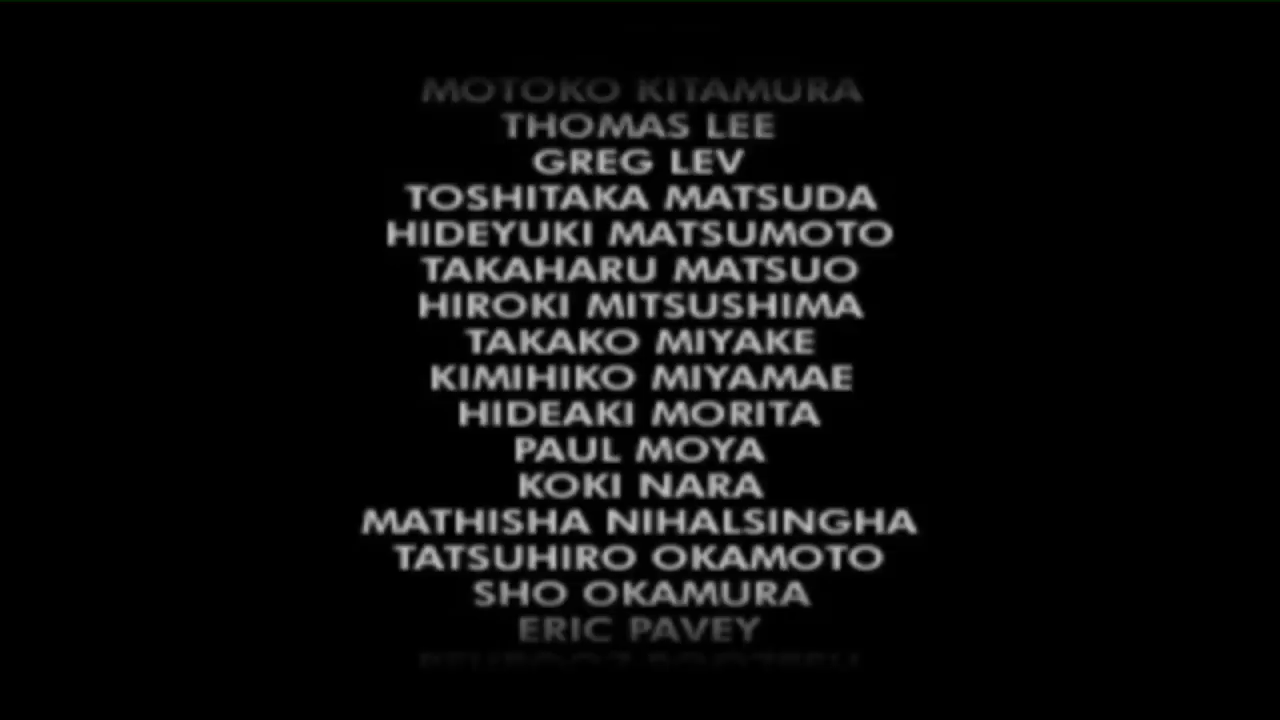 MOTOKO KITAMURA
THOMAS LEE
GREG LEV
TOSHITAKA MATSUDA
HIDEYUKI MATSUMOTO
TAKAHARU MATSUO
HIROKI MITSUSHIMA
TAKAKO MIYAKE
KIMIHIKO MIYAMAE
HIDEAKI MORITA
PAUL MOYA
KOKI NARA
MATHISHA NIHALSINGHA
TATSUHIRO OKAMOTO
SHO OKAMURA
ERIC PAVEY